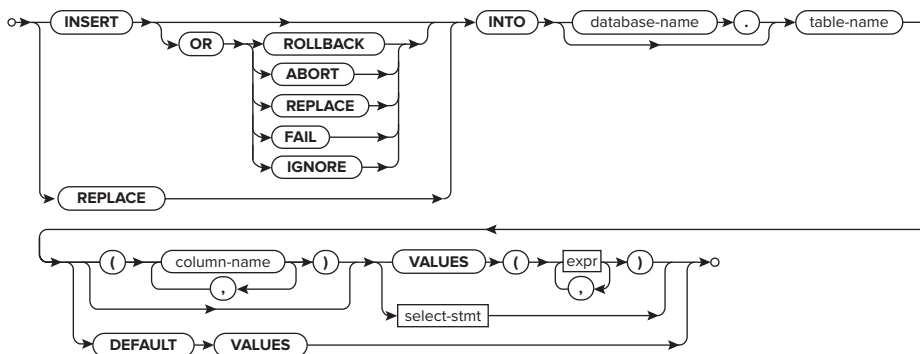 INSERT INTO database-name . table-name
OR ROLLBACK
ABORT
REPLACE
FAIL
IGNORE
REPLACE
( column-name ) VALUES ( expr )
, ,
select-stmt
DEFAULT VALUES